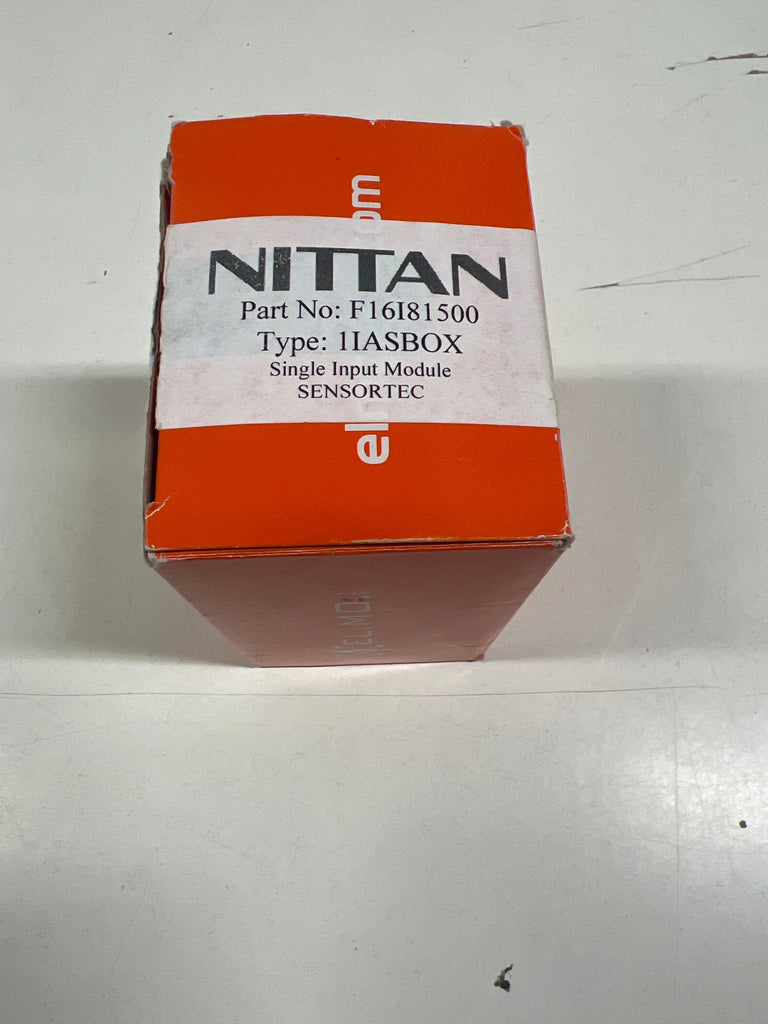 NITTAN
Part No: F16I81500
Type: 1IASBOX
Single Input Module
SENSORTEC